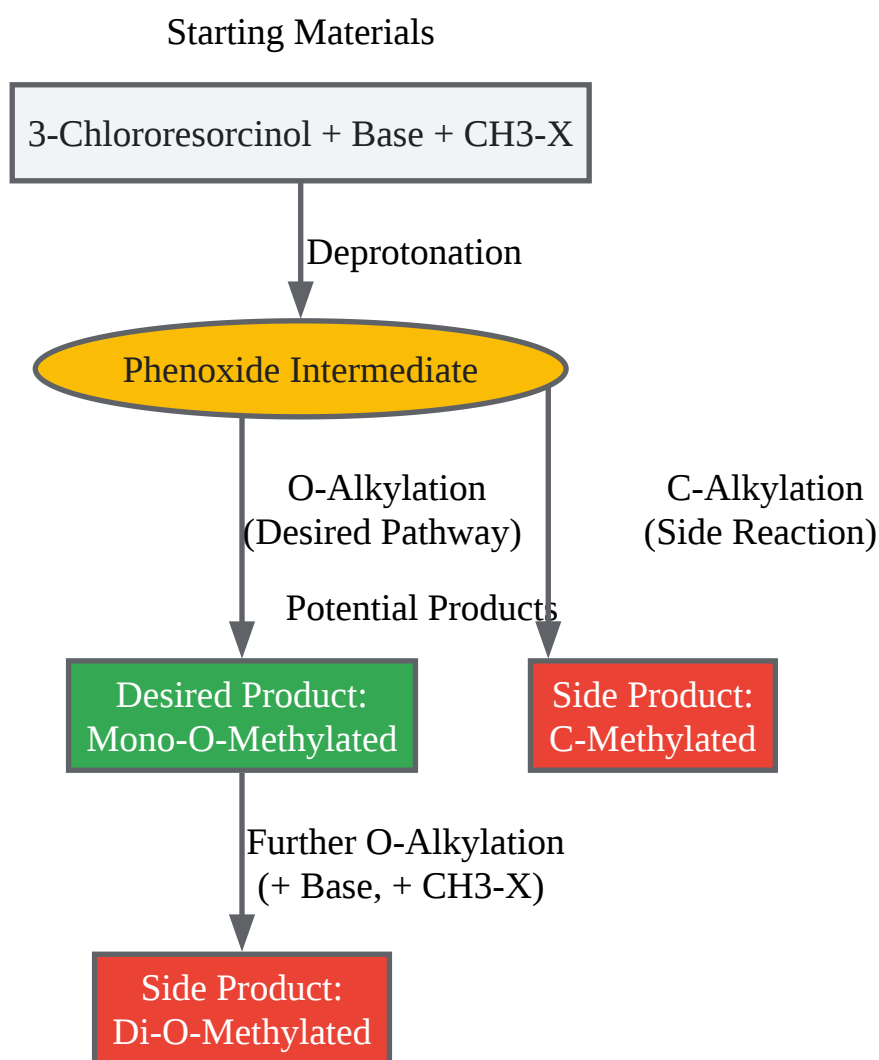 Starting Materials
3-Chlororesorcinol + Base + CH3-X
Deprotonation
Phenoxide Intermediate
O-Alkylation
(Desired Pathway)
C-Alkylation
(Side Reaction)
Potential Products
Desired Product:
Mono-O-Methylated
Side Product:
C-Methylated
Further O-Alkylation
(+ Base, + CH3-X)
Side Product:
Di-O-Methylated